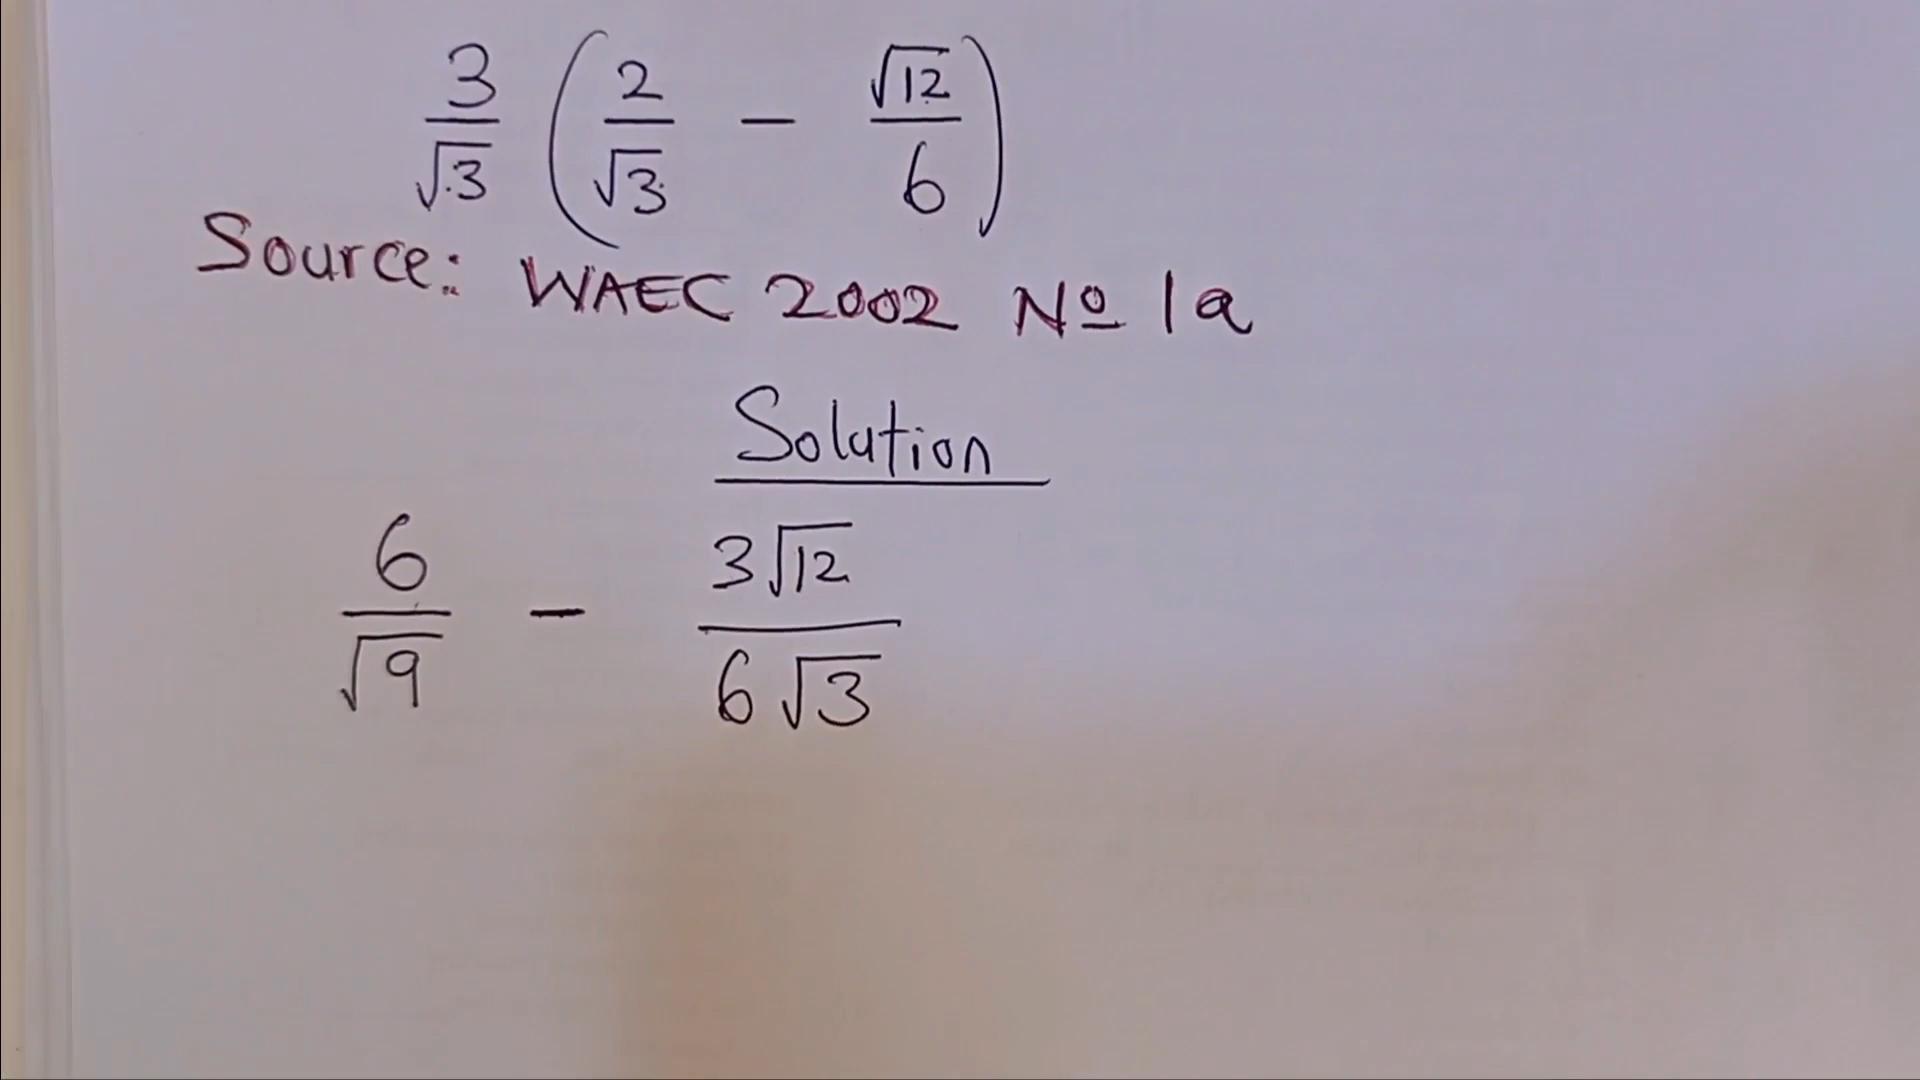 3/√3 (2/√3 - √12/6)
Source: WAEC 2002 No 1a
Solution
6/√9 - 3√12/6√3